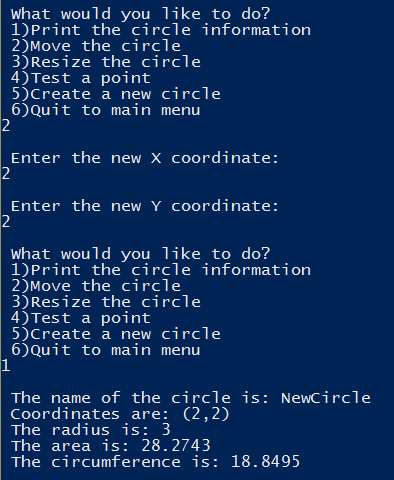 What would you like to do?
1)Print the circle information
2)Move the circle
3)Resize the circle
4)Test a point
5)Create a new circle
6)Quit to main menu
2
Enter the new X coordinate:
2
Enter the new Y coordinate:
2
What would you like to do?
1)Print the circle information
2)Move the circle
3)Resize the circle
4)Test a point
5)Create a new circle
6)Quit to main menu
1
The name of the circle is: NewCircle
Coordinates are: (2,2)
The radius is: 3
The area is: 28.2743
The circumference is: 18.8495